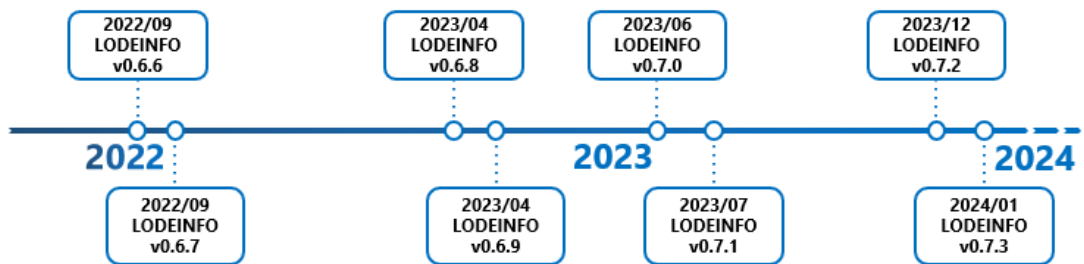 2022/09
LODEINFO
v0.6.6
2023/04
LODEINFO
v0.6.8
2023/06
LODEINFO
v0.7.0
2023/12
LODEINFO
v0.7.2
2022
2023
2024
2022/09
LODEINFO
v0.6.7
2023/04
LODEINFO
v0.6.9
2023/07
LODEINFO
v0.7.1
2024/01
LODEINFO
v0.7.3